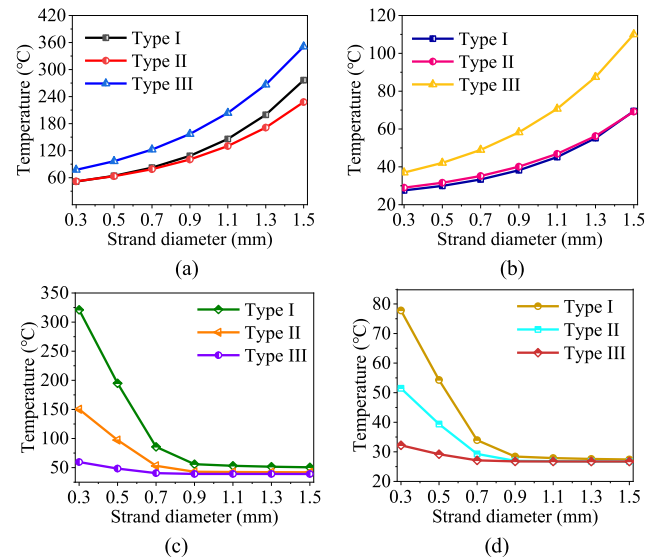 420
360
300
240
180
120
60
Temperature (℃)
Type I
Type II
Type III
0.3 0.5 0.7 0.9 1.1 1.3 1.5
Strand diameter (mm)
(a)
120
100
80
60
40
20
Temperature (℃)
Type I
Type II
Type III
0.3 0.5 0.7 0.9 1.1 1.3 1.5
Strand diameter (mm)
(b)
350
300
250
200
150
100
50
Temperature (℃)
Type I
Type II
Type III
0.3 0.5 0.7 0.9 1.1 1.3 1.5
Strand diameter (mm)
(c)
80
70
60
50
40
30
20
Temperature (℃)
Type I
Type II
Type III
0.3 0.5 0.7 0.9 1.1 1.3 1.5
Strand diameter (mm)
(d)